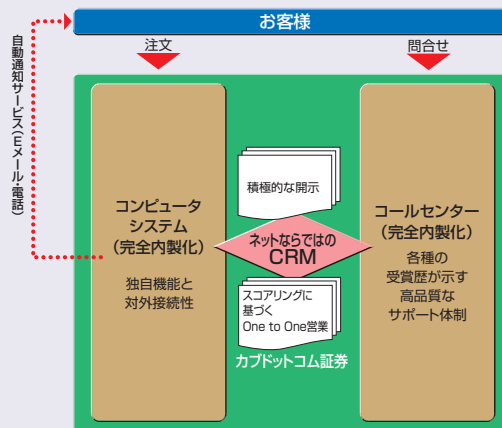 お客様
注文
問合せ
自動通知サービス(Eメール・電話)
コンピュータ
システム
(完全内製化)
独自機能と
対外接続性
積極的な開示
ネットならではの
CRM
スコアリングに
基づく
One to One営業
カブドットコム証券
コールセンター
(完全内製化)
各種の
受賞歴が示す
高品質な
サポート体制